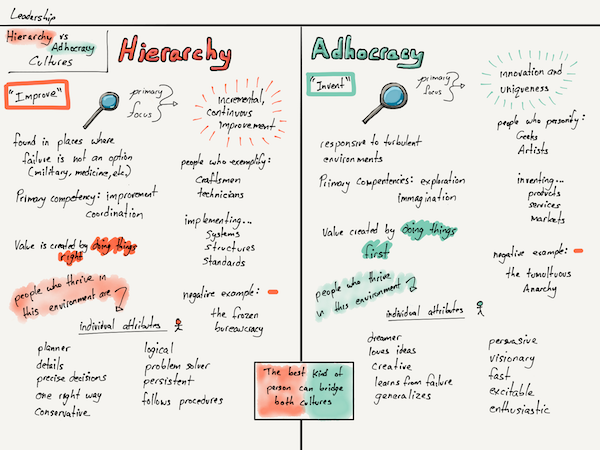 Leadership
Hierarchy vs
Adhocracy
Cultures
Hierarchy
"Improve"
primary
focus
incremental,
continuous
improvement
found in places where
failure is not an option
(military, medicine, etc.)
Primary competency: improvement
coordination
Value is created by doing things
right
people who thrive in
this environment are
people who exemplify:
Craftsmen
technicians
implementing...
Systems
structures
standards
negative example:
the frozen
bureaucracy
individual attributes
planner
details
precise decisions
one right way
conservative
logical
problem solver
persistent
follows procedures
The best kind of
person can bridge
both cultures
Adhocracy
"Invent"
primary
focus
innovation and
uniqueness
responsive to turbulent
environments
Primary Competencies: exploration
immagination
Value created by doing things
first
people who thrive
in this environment
people who personify:
Geeks
Artists
inventing...
products
services
markets
negative example:
the tumoltuous
Anarchy
individual attributes
dreamer
loves ideas
Creative
learns from failure
generalizes
persuasive
visionary
fast
excitable
enthusiastic